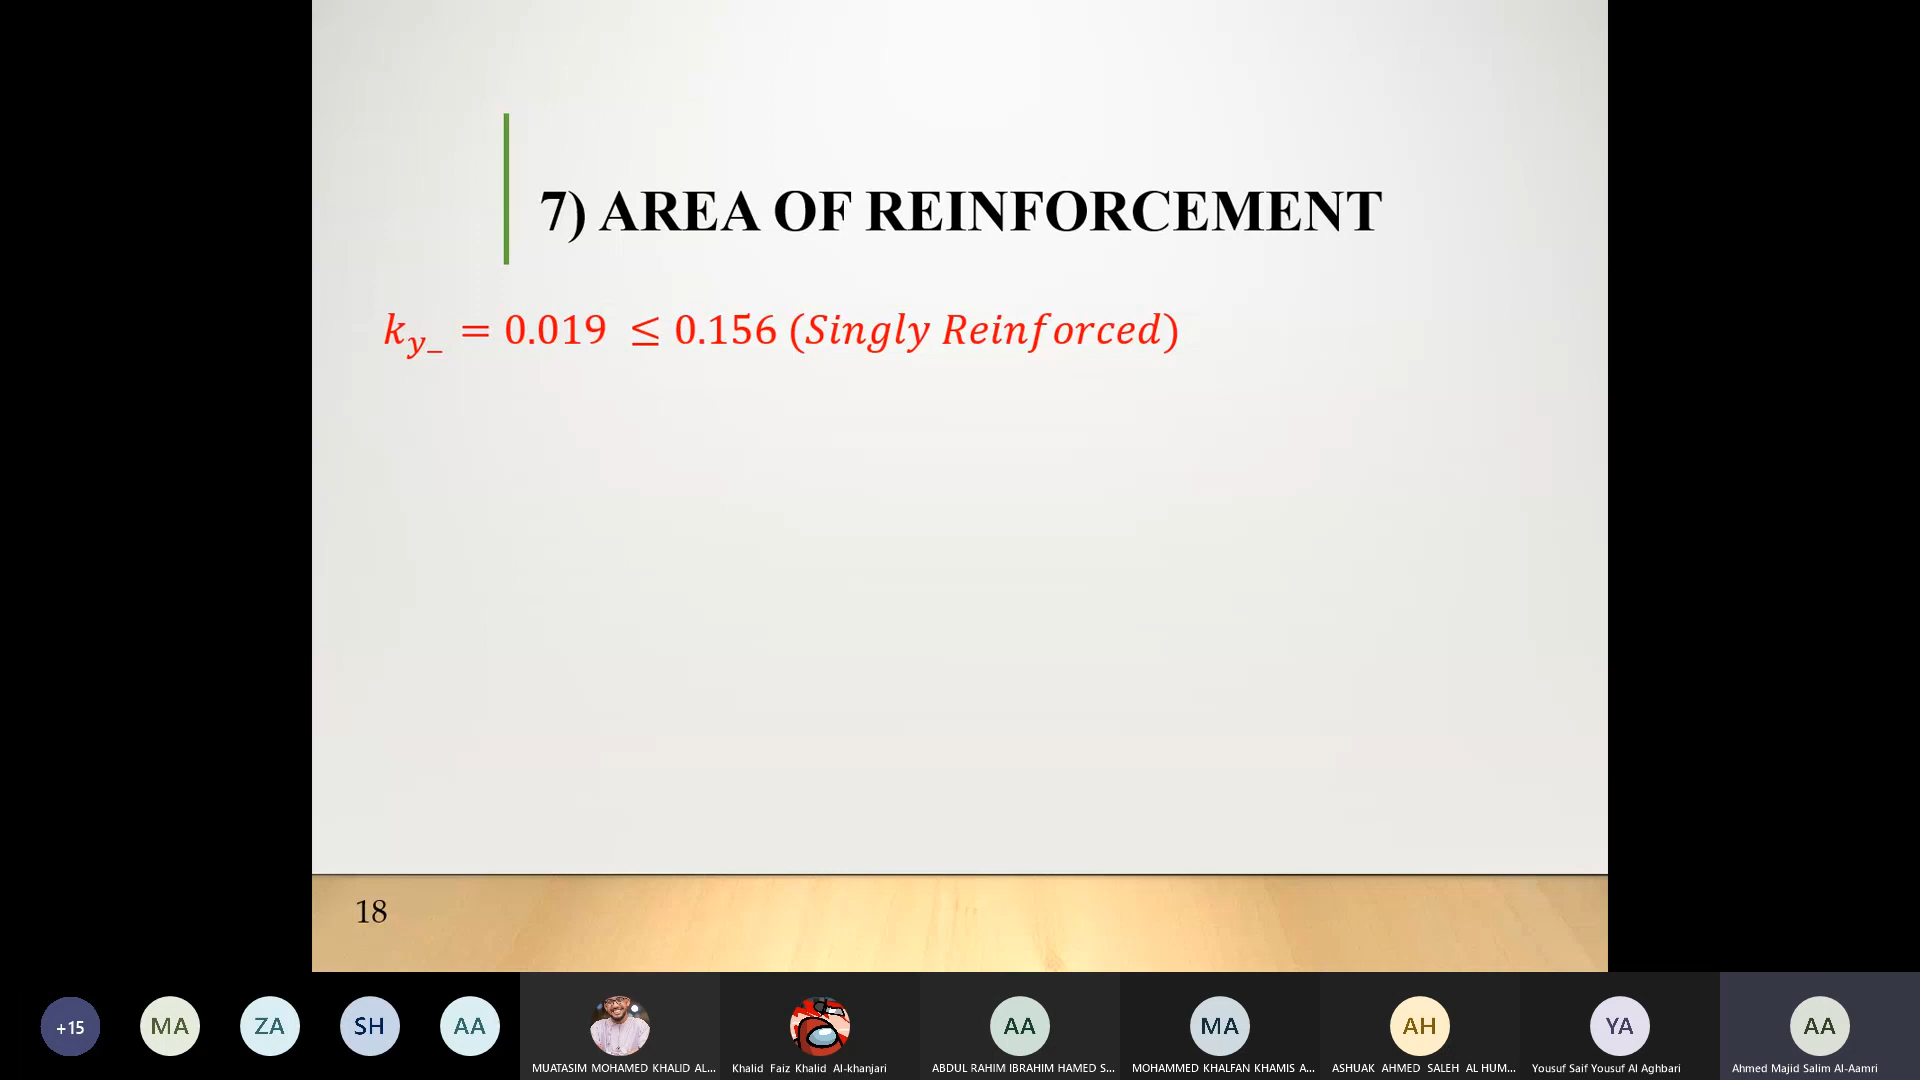 7) AREA OF REINFORCEMENT
k_{y_-} = 0.019 ≤ 0.156 (Singly Reinforced)
18
+15
MA
ZA
SH
AA
AA
MA
AH
YA
AA
MUATASIM MOHAMED KHALID AL...
Khalid Faiz Khalid Al-khanjari
ABDUL RAHIM IBRAHIM HAMED S...
MOHAMMED KHALFAN KHAMIS A...
ASHUAK AHMED SALEH AL HUM...
Yousuf Saif Yousuf Al Aghbari
Ahmed Majid Salim Al-Aamri